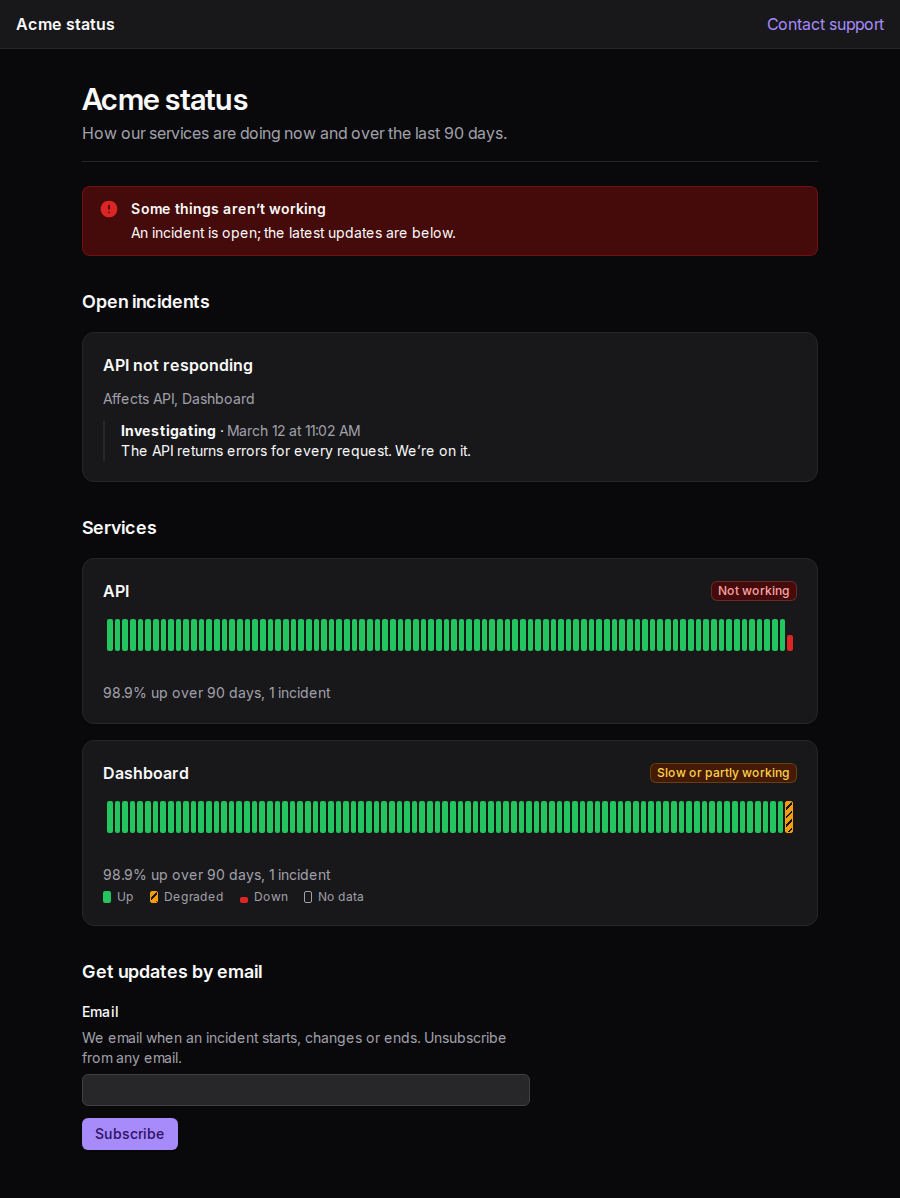 Acme status
Contact support
Acme status
How our services are doing now and over the last 90 days.
Some things aren’t working
An incident is open; the latest updates are below.
Open incidents
API not responding
Affects API, Dashboard
Investigating · March 12 at 11:02 AM
The API returns errors for every request. We’re on it.
Services
API
Not working
98.9% up over 90 days, 1 incident
Dashboard
Slow or partly working
98.9% up over 90 days, 1 incident
Up
Degraded
Down
No data
Get updates by email
Email
We email when an incident starts, changes or ends. Unsubscribe
from any email.
Subscribe